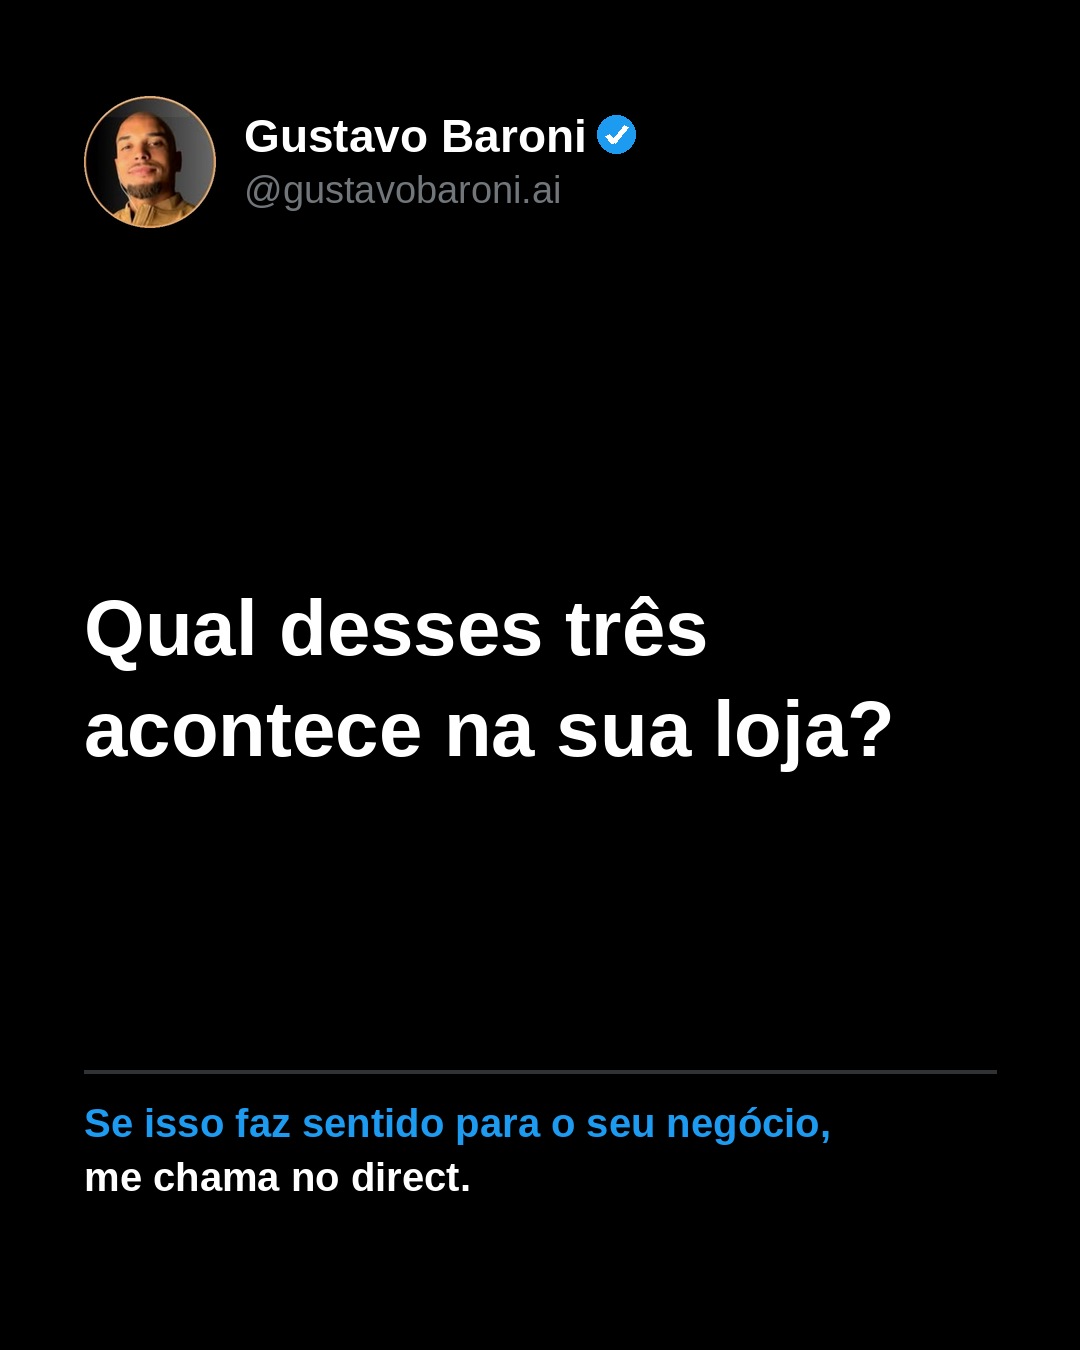 Gustavo Baroni
@gustavobaroni.ai
Qual desses três
acontece na sua loja?
Se isso faz sentido para o seu negócio,
me chama no direct.